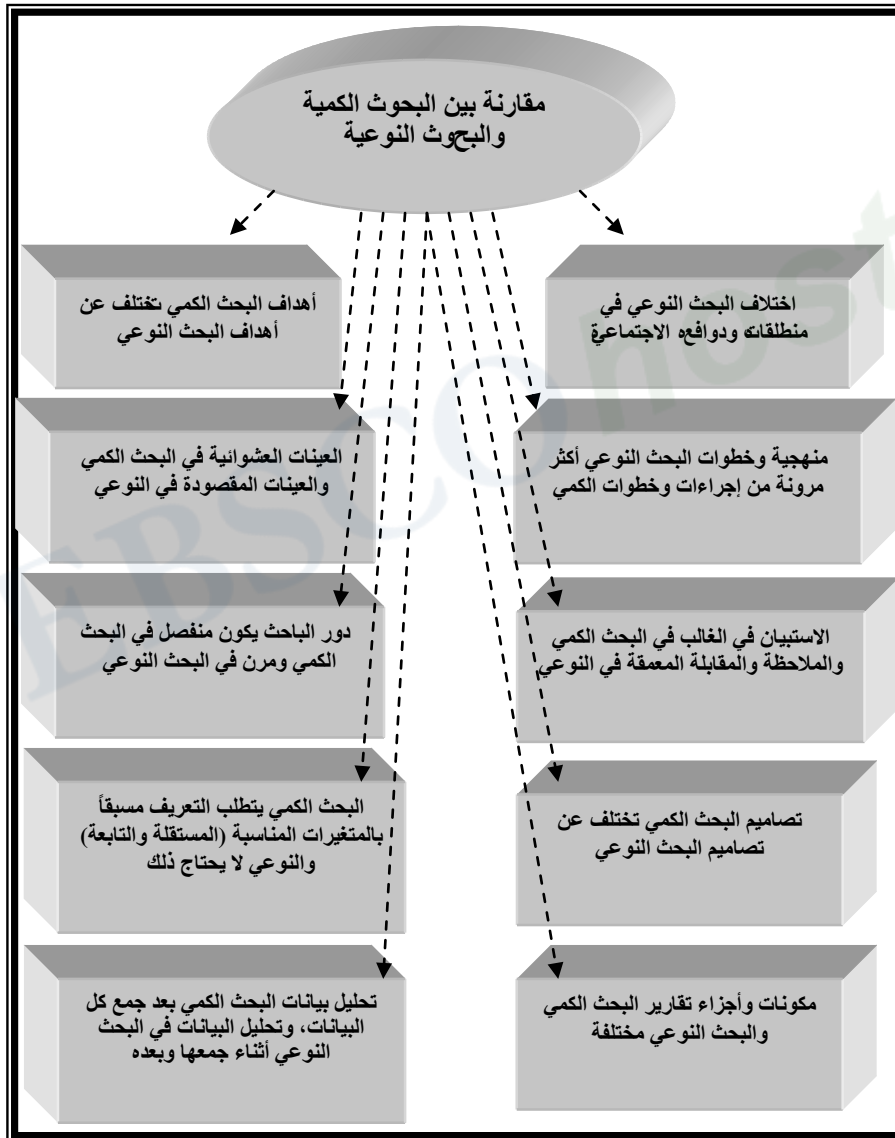 مقارنة بين البحوث الكمية
والبحوث النوعية
اختلاف البحث النوعي في
منطلقاته ودوافعه الاجتماعية
أهداف البحث الكمي تختلف عن
أهداف البحث النوعي
منهجية وخطوات البحث النوعي أكثر
مرونة من إجراءات وخطوات الكمي
العينات العشوائية في البحث الكمي
والعينات المقصودة في النوعي
الاستبيان في الغالب في البحث الكمي
والملاحظة والمقابلة المعمقة في النوعي
دور الباحث يكون منفصل في البحث
الكمي ومرن في البحث النوعي
تصاميم البحث الكمي تختلف عن
تصاميم البحث النوعي
البحث الكمي يتطلب التعريف مسبقاً
بالمتغيرات المناسبة (المستقلة والتابعة)
والنوعي لا يحتاج ذلك
مكونات وأجزاء تقارير البحث الكمي
والبحث النوعي مختلفة
تحليل بيانات البحث الكمي بعد جمع كل
البيانات، وتحليل البيانات في البحث
النوعي أثناء جمعها وبعده
EBSCOhost